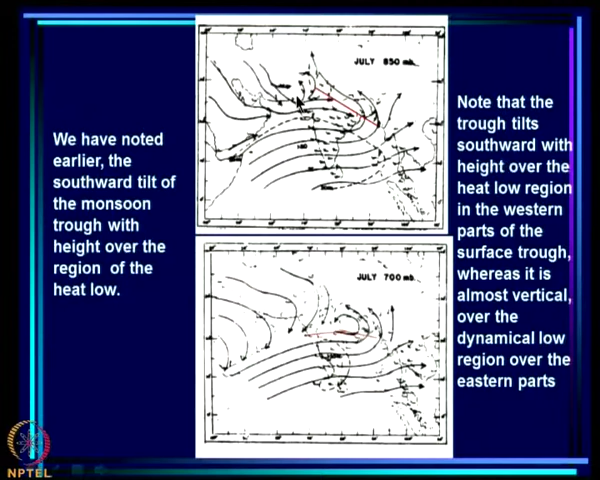 We have noted
earlier, the
southward tilt of
the monsoon
trough with
height over the
region of the
heat low.
JULY 850 mb.
JULY 700 mb.
Note that the
trough tilts
southward with
height over the
heat low region
in the western
parts of the
surface trough,
whereas it is
almost vertical,
over the
dynamical low
region over the
eastern parts
NPTEL